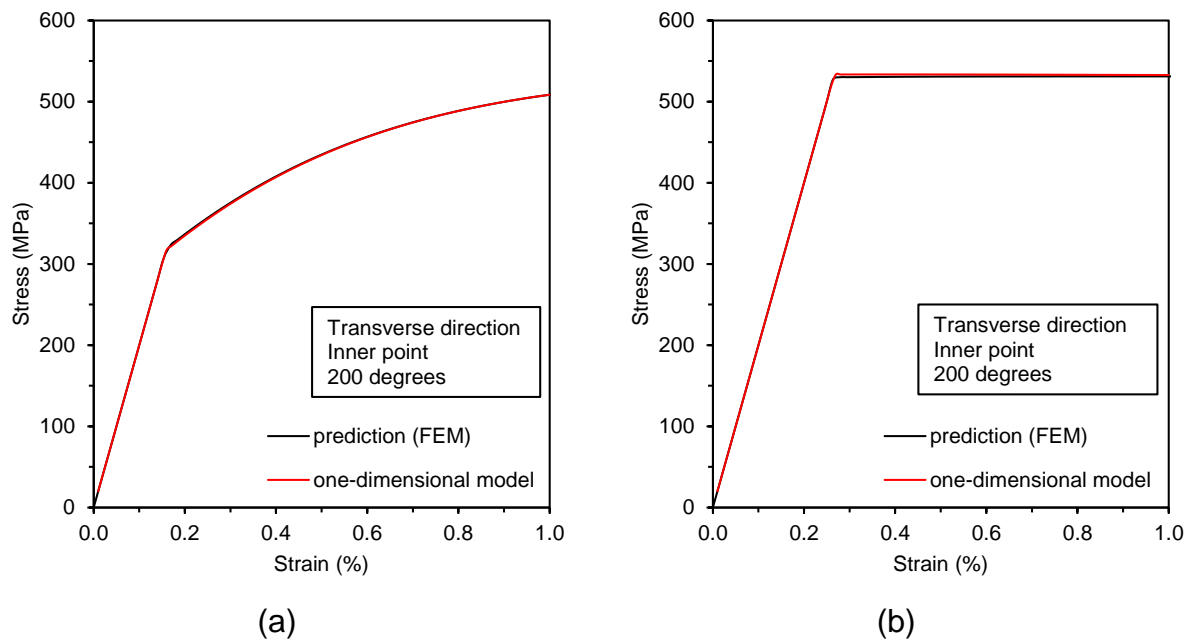 600
500
400
300
200
100
0
Stress (MPa)
Transverse direction
Inner point
200 degrees
prediction (FEM)
one-dimensional model
0.0 0.2 0.4 0.6 0.8 1.0
Strain (%)
(a)
600
500
400
300
200
100
0
Stress (MPa)
Transverse direction
Inner point
200 degrees
prediction (FEM)
one-dimensional model
0.0 0.2 0.4 0.6 0.8 1.0
Strain (%)
(b)